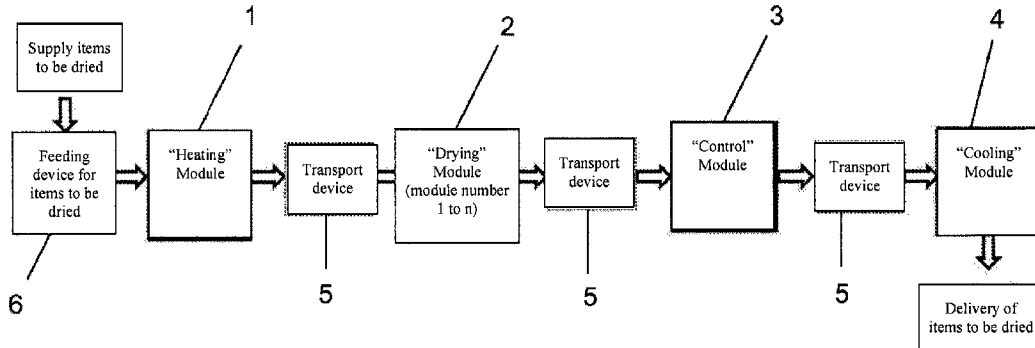 1
2
3
4
Supply items
to be dried
Feeding
device for
items to be
dried
"Heating"
Module
Transport
device
"Drying"
Module
(module number
1 to n)
Transport
device
"Control"
Module
Transport
device
"Cooling"
Module
6
5
5
5
Delivery of
items to be dried